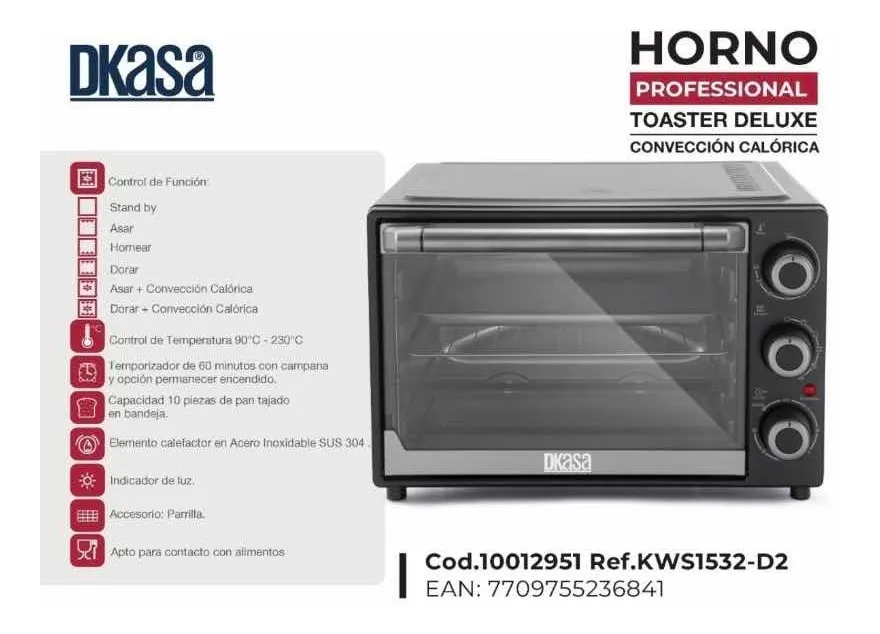 DKasa®
HORNO
PROFESSIONAL
TOASTER DELUXE
CONVECCIÓN CALÓRICA
Control de Función:
Stand by
Asar
Hornear
Dorar
Asar + Convección Calórica
Dorar + Convección Calórica
°C
Control de Temperatura 90°C - 230°C
Temporizador de 60 minutos con campana
y opción permanecer encendido.
Capacidad 10 piezas de pan tajado
en bandeja.
Elemento calefactor en Acero Inoxidable SUS 304.
Indicador de luz.
Accesorio: Parrilla.
Apto para contacto con alimentos
DKasa
Cod.10012951 Ref.KWS1532-D2
EAN: 7709755236841